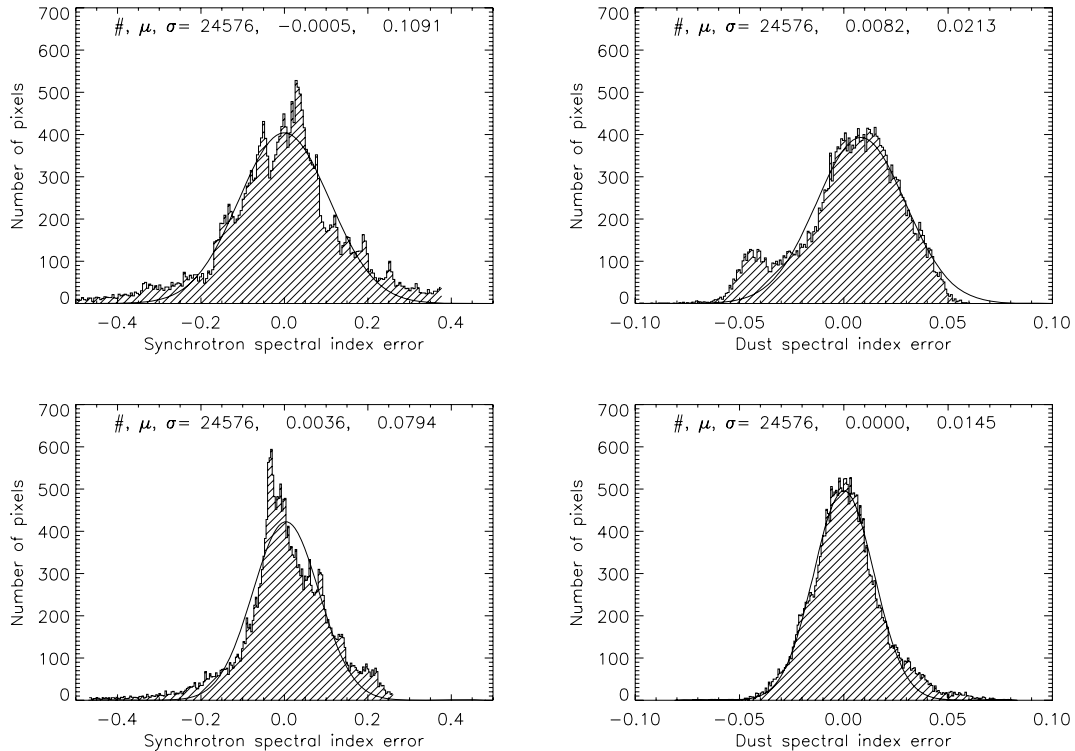 #, μ, σ= 24576, −0.0005, 0.1091
700
600
500
400
300
200
100
0
Number of pixels
−0.4 −0.2 0.0 0.2 0.4
Synchrotron spectral index error
#, μ, σ= 24576, 0.0082, 0.0213
700
600
500
400
300
200
100
0
Number of pixels
−0.10 −0.05 0.00 0.05 0.10
Dust spectral index error
#, μ, σ= 24576, 0.0036, 0.0794
700
600
500
400
300
200
100
0
Number of pixels
−0.4 −0.2 0.0 0.2 0.4
Synchrotron spectral index error
#, μ, σ= 24576, 0.0000, 0.0145
700
600
500
400
300
200
100
0
Number of pixels
−0.10 −0.05 0.00 0.05 0.10
Dust spectral index error